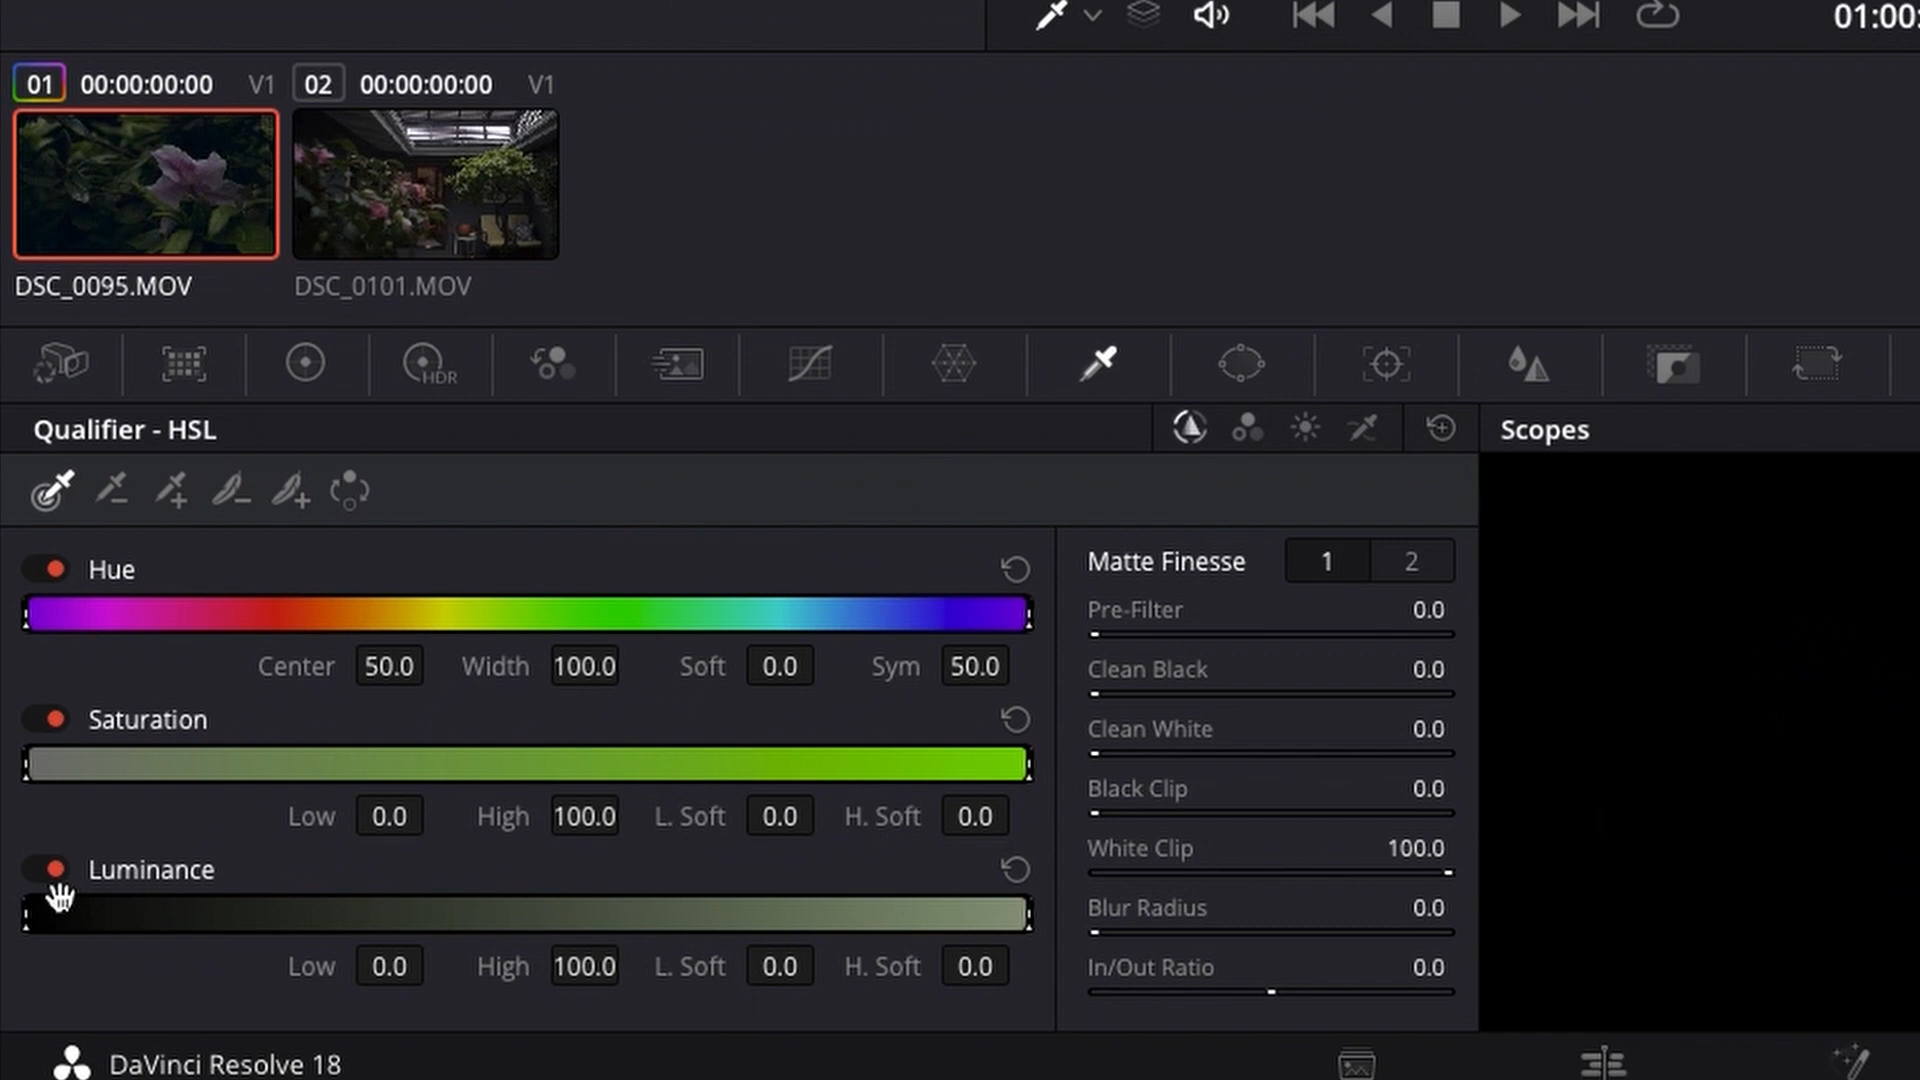 01:00:
01 00:00:00:00 V1 02 00:00:00:00 V1
DSC_0095.MOV DSC_0101.MOV
HDR
Qualifier - HSL Scopes
Hue
Center 50.0 Width 100.0 Soft 0.0 Sym 50.0
Saturation
Low 0.0 High 100.0 L. Soft 0.0 H. Soft 0.0
Luminance
Low 0.0 High 100.0 L. Soft 0.0 H. Soft 0.0
Matte Finesse 1 2
Pre-Filter 0.0
Clean Black 0.0
Clean White 0.0
Black Clip 0.0
White Clip 100.0
Blur Radius 0.0
In/Out Ratio 0.0
DaVinci Resolve 18